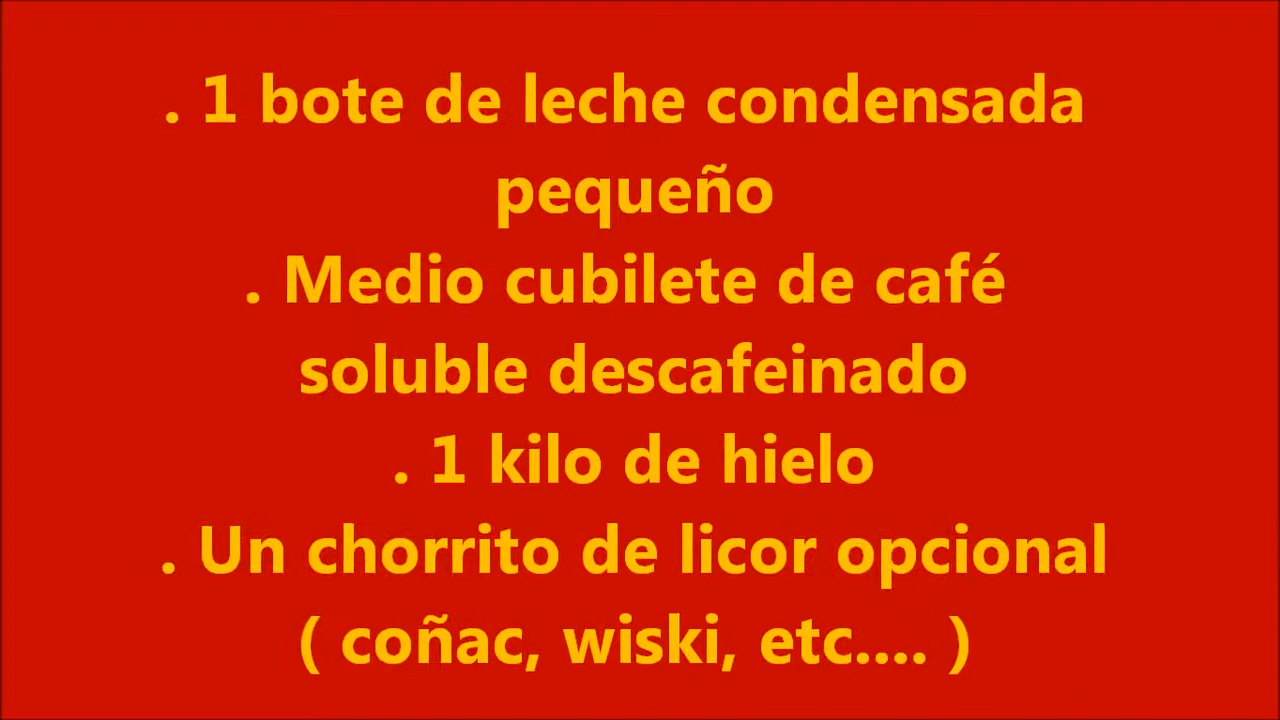 . 1 bote de leche condensada
pequeño
. Medio cubilete de café
soluble descafeinado
. 1 kilo de hielo
. Un chorrito de licor opcional
( coñac, wiski, etc.... )